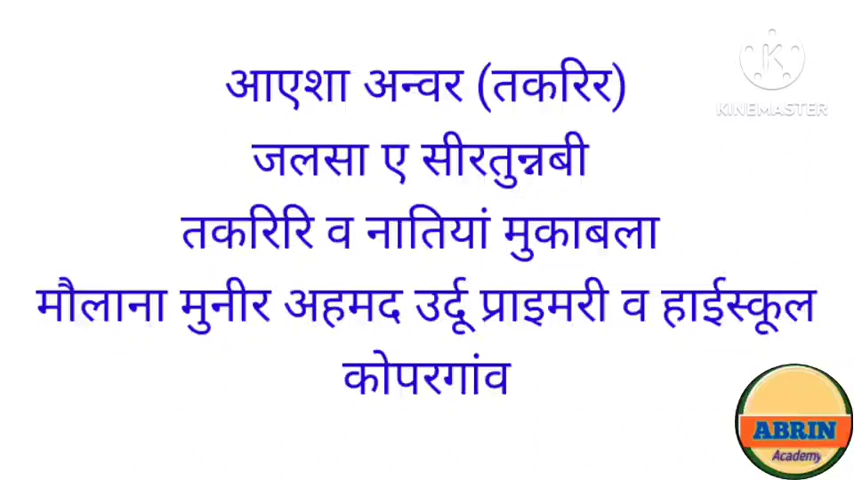 आएशा अन्वर (तकरिर)
KINEMASTER
जलसा ए सीरतुन्नबी
तकरिरि व नातियां मुकाबला
मौलाना मुनीर अहमद उर्दू प्राइमरी व हाईस्कूल
कोपरगांव
ABRIN
Academy